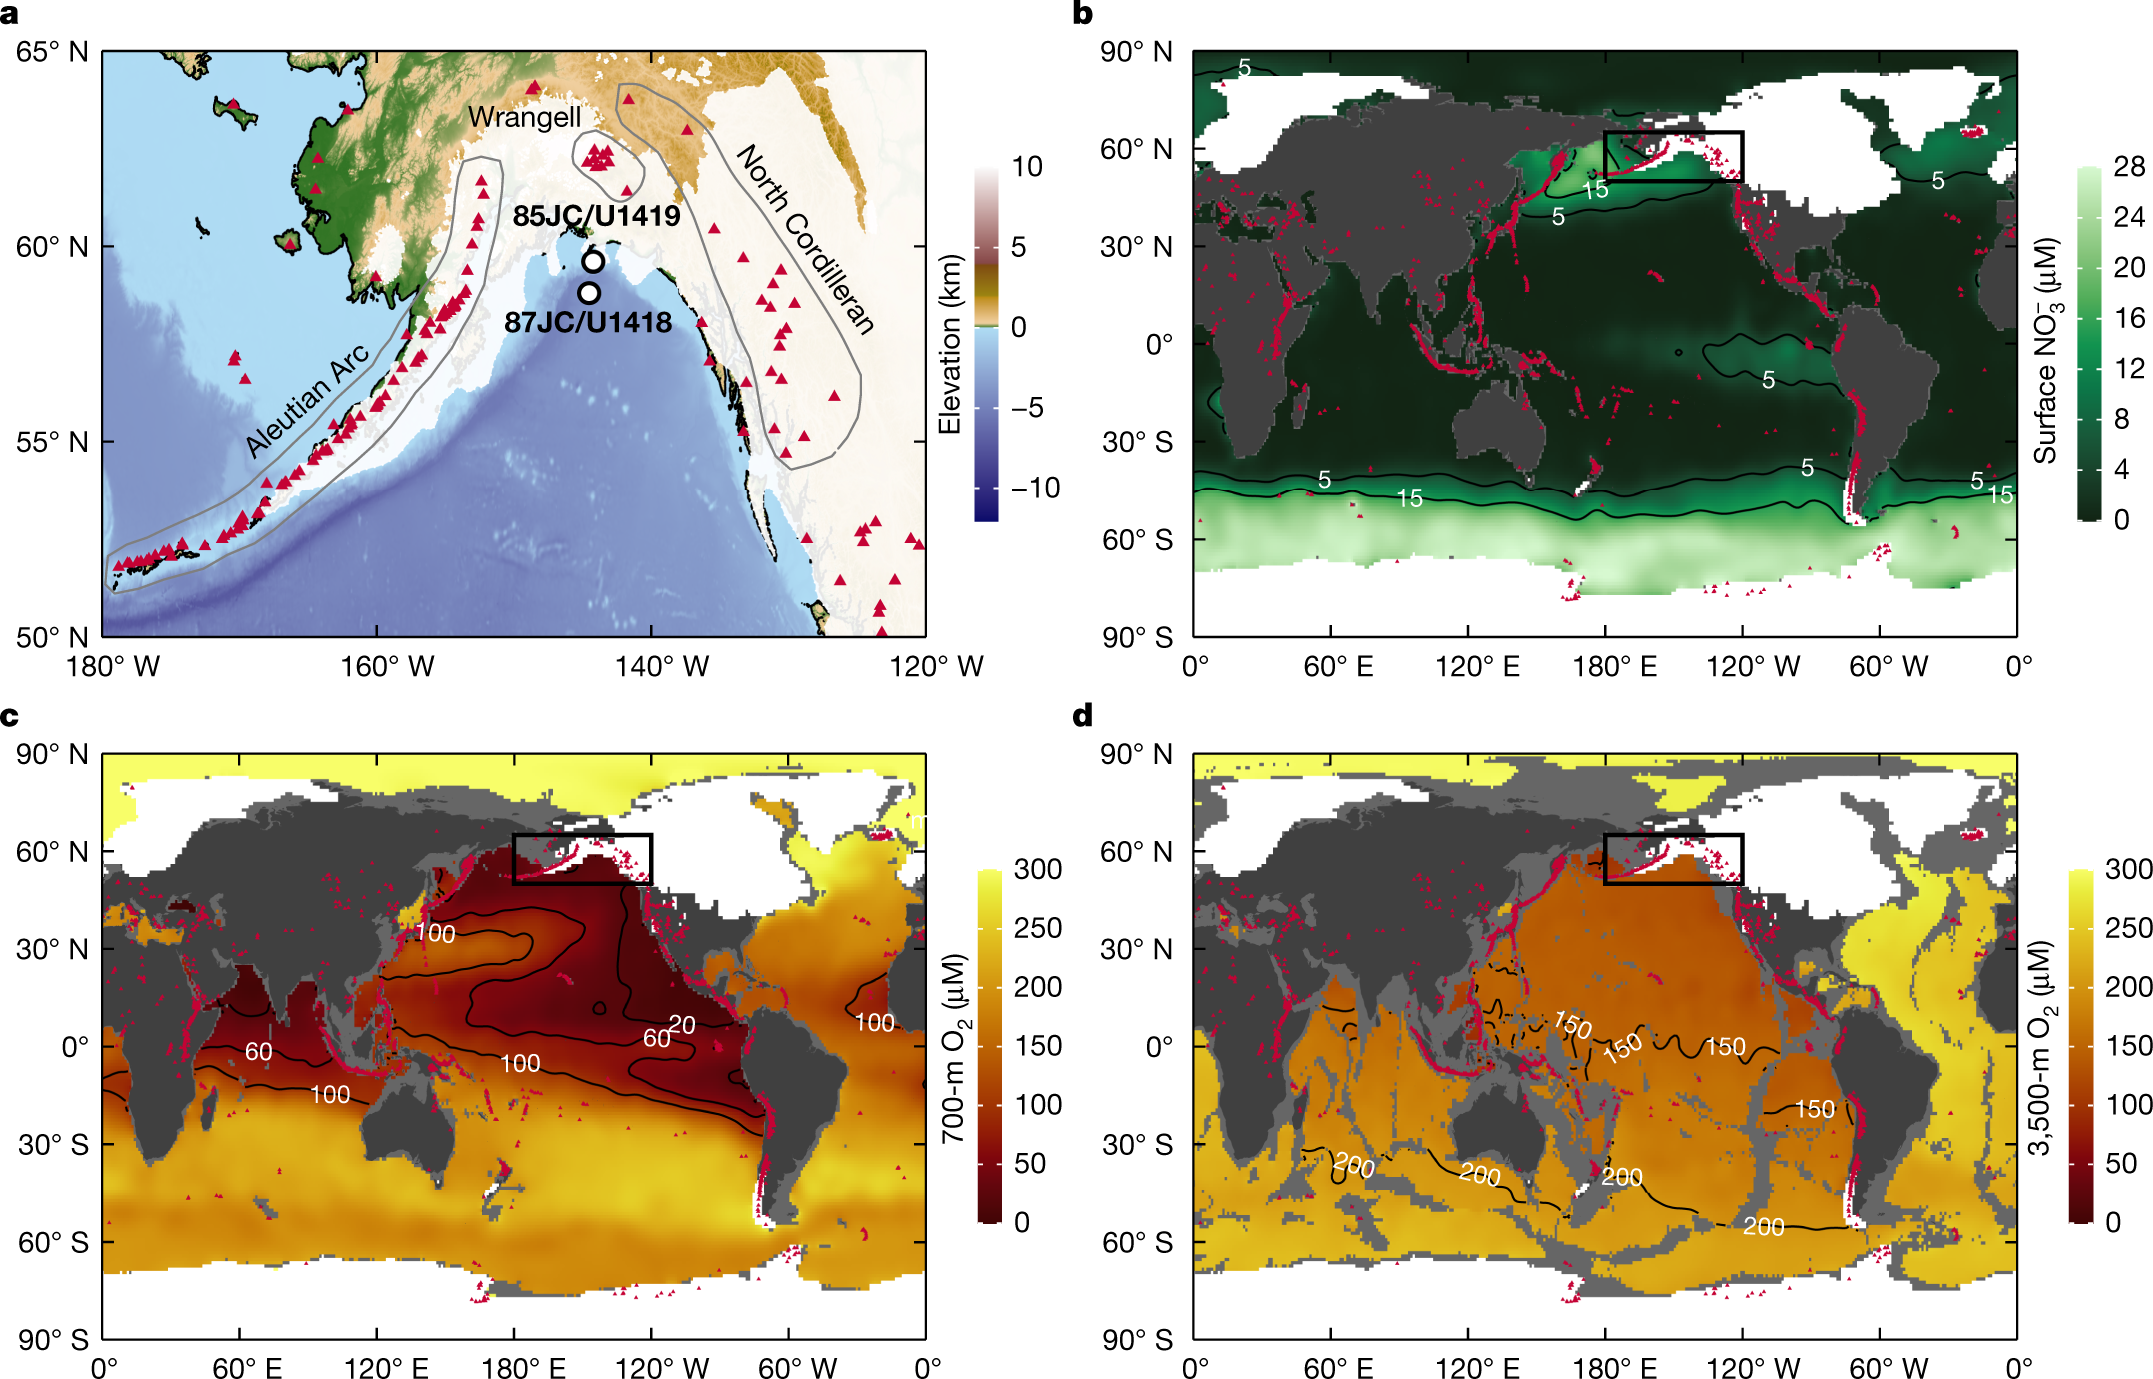 a
65° N
60° N
55° N
50° N
180° W
160° W
140° W
120° W
Wrangell
North Cordilleran
85JC/U1419
87JC/U1418
Aleutian Arc
10
5
0
−5
−10
Elevation (km)
b
90° N
60° N
30° N
0°
30° S
60° S
90° S
0°
60° E
120° E
180° E
120° W
60° W
0°
5
15
5
5
5
5
15
5
5
15
28
24
20
16
12
8
4
0
Surface NO₃⁻ (μM)
c
90° N
60° N
30° N
0°
30° S
60° S
90° S
0°
60° E
120° E
180° E
120° W
60° W
0°
m
100
20
60
100
60
100
100
300
250
200
150
100
50
0
700-m O₂ (μM)
d
90° N
60° N
30° N
0°
30° S
60° S
90° S
0°
60° E
120° E
180° E
120° W
60° W
0°
150
150
150
150
200
200
200
200
300
250
200
150
100
50
0
3,500-m O₂ (μM)